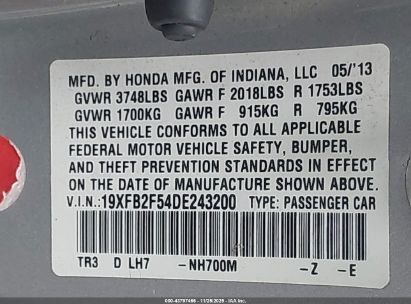 MFD. BY HONDA MFG. OF INDIANA, LLC 05/'13
GVWR 3748LBS GAWR F 2018LBS R 1753LBS
GVWR 1700KG GAWR F 915KG R 795KG
THIS VEHICLE CONFORMS TO ALL APPLICABLE
FEDERAL MOTOR VEHICLE SAFETY, BUMPER,
AND THEFT PREVENTION STANDARDS IN EFFECT
ON THE DATE OF MANUFACTURE SHOWN ABOVE.
V.I.N.:19XFB2F54DE243200 TYPE: PASSENGER CAR
TR3 D LH7 -NH700M -Z -E